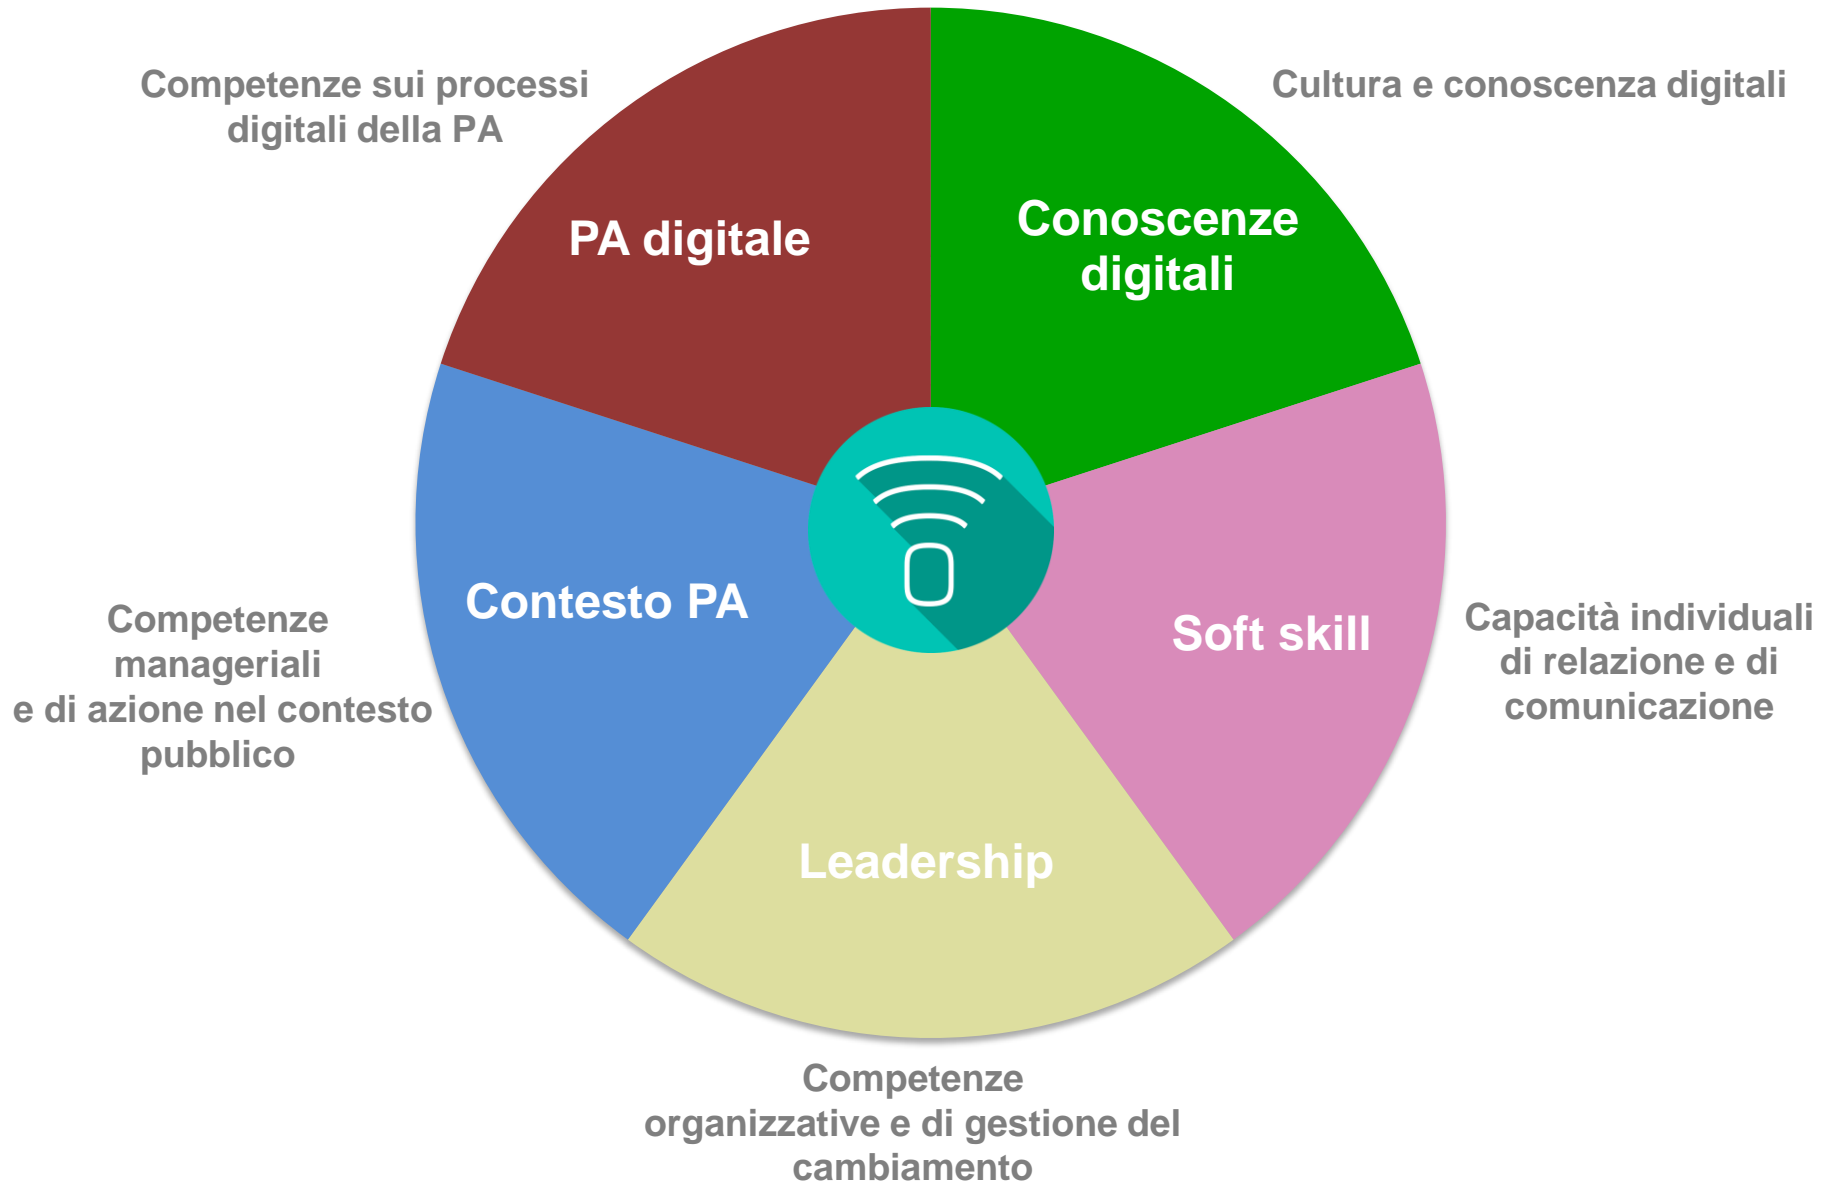 Competenze sui processi
digitali della PA
Cultura e conoscenza digitali
PA digitale
Conoscenze
digitali
Contesto PA
Soft skill
Leadership
Competenze
manageriali
e di azione nel contesto
pubblico
Capacità individuali
di relazione e di
comunicazione
Competenze
organizzative e di gestione del
cambiamento